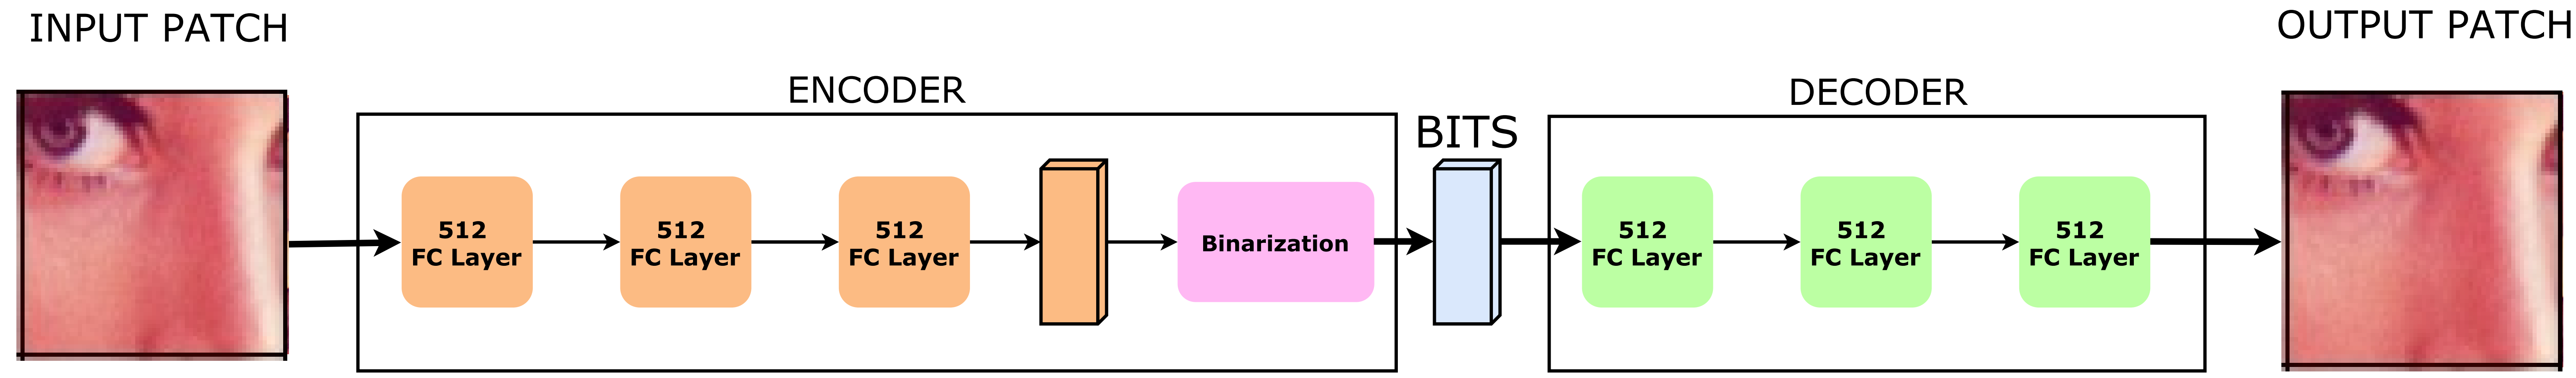 INPUT PATCH
OUTPUT PATCH
ENCODER
DECODER
BITS
512
FC Layer
512
FC Layer
512
FC Layer
Binarization
512
FC Layer
512
FC Layer
512
FC Layer